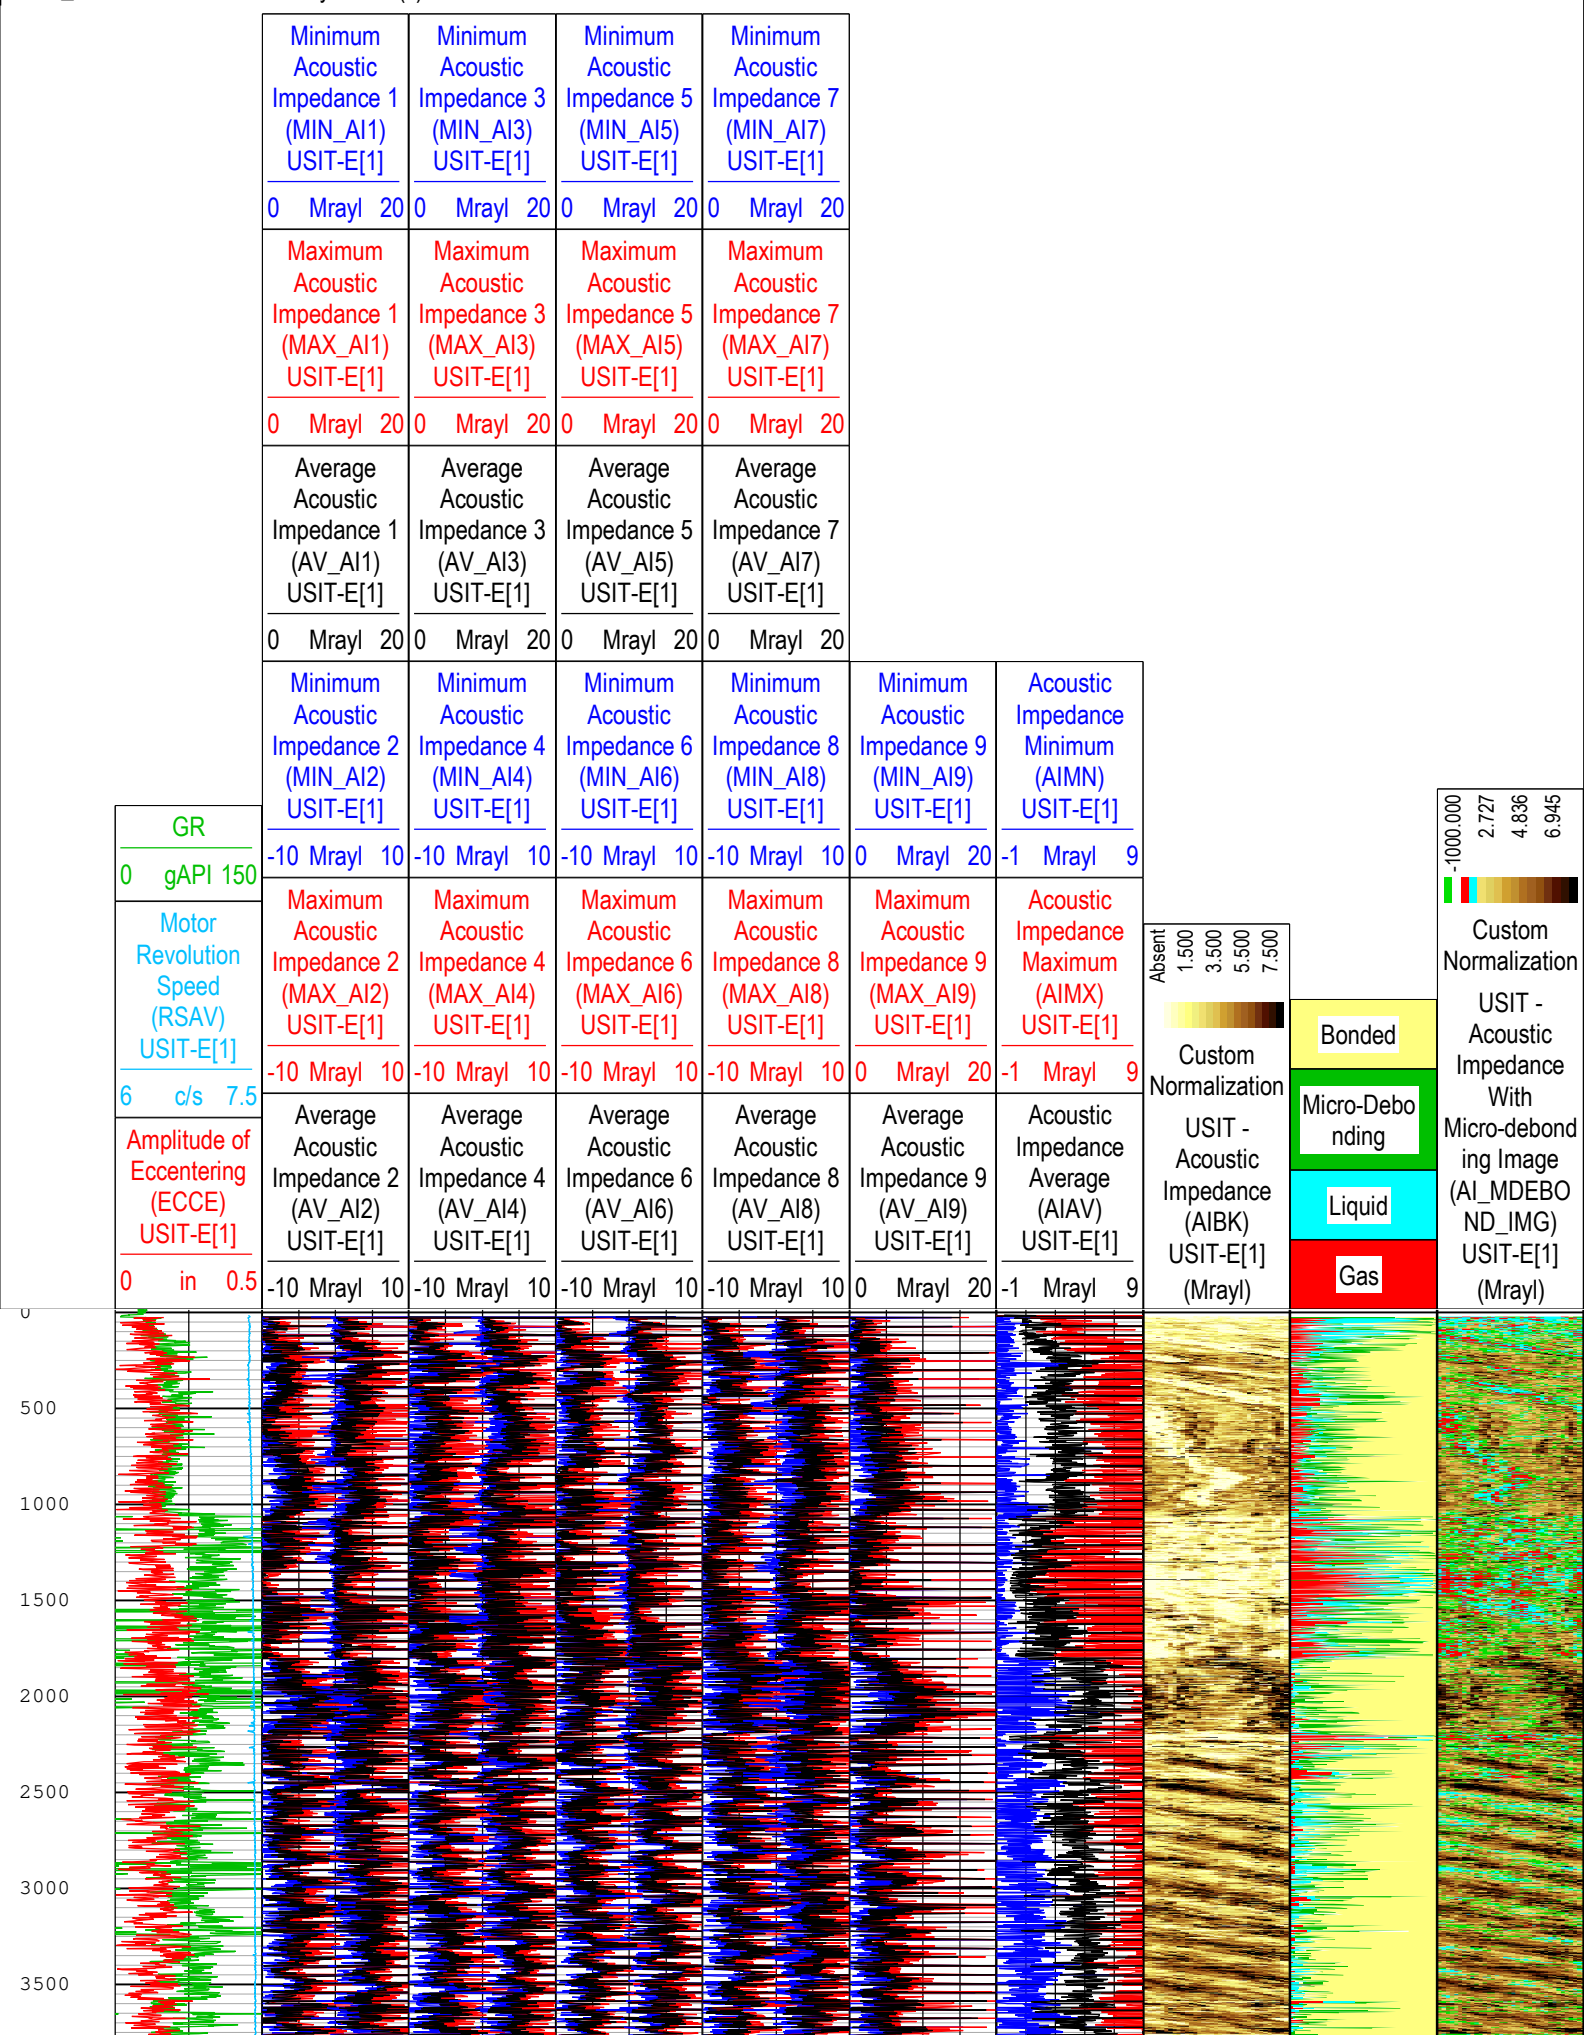 Minimum
Acoustic
Impedance 1
(MIN_AI1)
USIT-E[1]
0 Mrayl 20
Minimum
Acoustic
Impedance 3
(MIN_AI3)
USIT-E[1]
0 Mrayl 20
Minimum
Acoustic
Impedance 5
(MIN_AI5)
USIT-E[1]
0 Mrayl 20
Minimum
Acoustic
Impedance 7
(MIN_AI7)
USIT-E[1]
0 Mrayl 20
Maximum
Acoustic
Impedance 1
(MAX_AI1)
USIT-E[1]
0 Mrayl 20
Maximum
Acoustic
Impedance 3
(MAX_AI3)
USIT-E[1]
0 Mrayl 20
Maximum
Acoustic
Impedance 5
(MAX_AI5)
USIT-E[1]
0 Mrayl 20
Maximum
Acoustic
Impedance 7
(MAX_AI7)
USIT-E[1]
0 Mrayl 20
Average
Acoustic
Impedance 1
(AV_AI1)
USIT-E[1]
0 Mrayl 20
Average
Acoustic
Impedance 3
(AV_AI3)
USIT-E[1]
0 Mrayl 20
Average
Acoustic
Impedance 5
(AV_AI5)
USIT-E[1]
0 Mrayl 20
Average
Acoustic
Impedance 7
(AV_AI7)
USIT-E[1]
0 Mrayl 20
Minimum
Acoustic
Impedance 2
(MIN_AI2)
USIT-E[1]
-10 Mrayl 10
Minimum
Acoustic
Impedance 4
(MIN_AI4)
USIT-E[1]
-10 Mrayl 10
Minimum
Acoustic
Impedance 6
(MIN_AI6)
USIT-E[1]
-10 Mrayl 10
Minimum
Acoustic
Impedance 8
(MIN_AI8)
USIT-E[1]
-10 Mrayl 10
Minimum
Acoustic
Impedance 9
(MIN_AI9)
USIT-E[1]
0 Mrayl 20
Acoustic
Impedance
Minimum
(AIMN)
USIT-E[1]
-1 Mrayl 9
GR
0 gAPI 150
Motor
Revolution
Speed
(RSAV)
USIT-E[1]
6 c/s 7.5
Amplitude of
Eccentering
(ECCE)
USIT-E[1]
0 in 0.5
Maximum
Acoustic
Impedance 2
(MAX_AI2)
USIT-E[1]
-10 Mrayl 10
Maximum
Acoustic
Impedance 4
(MAX_AI4)
USIT-E[1]
-10 Mrayl 10
Maximum
Acoustic
Impedance 6
(MAX_AI6)
USIT-E[1]
-10 Mrayl 10
Maximum
Acoustic
Impedance 8
(MAX_AI8)
USIT-E[1]
-10 Mrayl 10
Maximum
Acoustic
Impedance 9
(MAX_AI9)
USIT-E[1]
0 Mrayl 20
Acoustic
Impedance
Maximum
(AIMX)
USIT-E[1]
-1 Mrayl 9
Average
Acoustic
Impedance 2
(AV_AI2)
USIT-E[1]
-10 Mrayl 10
Average
Acoustic
Impedance 4
(AV_AI4)
USIT-E[1]
-10 Mrayl 10
Average
Acoustic
Impedance 6
(AV_AI6)
USIT-E[1]
-10 Mrayl 10
Average
Acoustic
Impedance 8
(AV_AI8)
USIT-E[1]
-10 Mrayl 10
Average
Acoustic
Impedance 9
(AV_AI9)
USIT-E[1]
0 Mrayl 20
Acoustic
Impedance
Average
(AIAV)
USIT-E[1]
-1 Mrayl 9
Absent
1.500
3.500
5.500
7.500
Custom
Normalization
USIT -
Acoustic
Impedance
(AIBK)
USIT-E[1]
(Mrayl)
Bonded
Micro-Debo
nding
Liquid
Gas
-1000.000
2.727
4.836
6.945
Custom
Normalization
USIT -
Acoustic
Impedance
With
Micro-debond
ing Image
(AI_MDEBO
ND_IMG)
USIT-E[1]
(Mrayl)
0
500
1000
1500
2000
2500
3000
3500